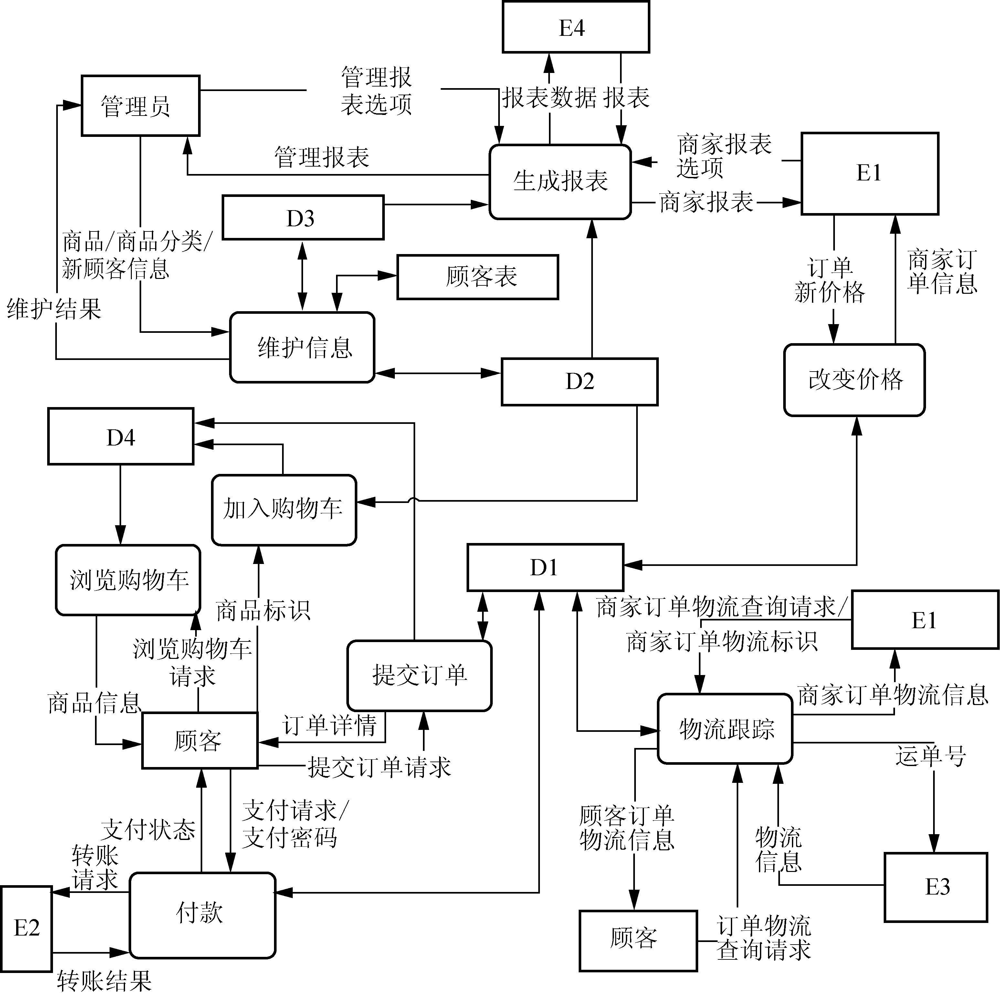 E4
管理报
表选项
管理员
报表数据
报表
商家报表
选项
管理报表
生成报表
E1
商家报表
D3
商品/商品分类/
新顾客信息
顾客表
订单
新价格
商家订
单信息
维护结果
维护信息
D2
改变价格
D4
加入购物车
浏览购物车
D1
商品标识
商家订单物流查询请求/
商家订单物流标识
E1
浏览购物车
请求
提交订单
商品信息
商家订单物流信息
顾客
订单详情
物流跟踪
提交订单请求
运单号
支付状态
支付请求/
支付密码
顾客订单
物流信息
物流
信息
转账
请求
E3
付款
E2
顾客
订单物流
查询请求
转账结果